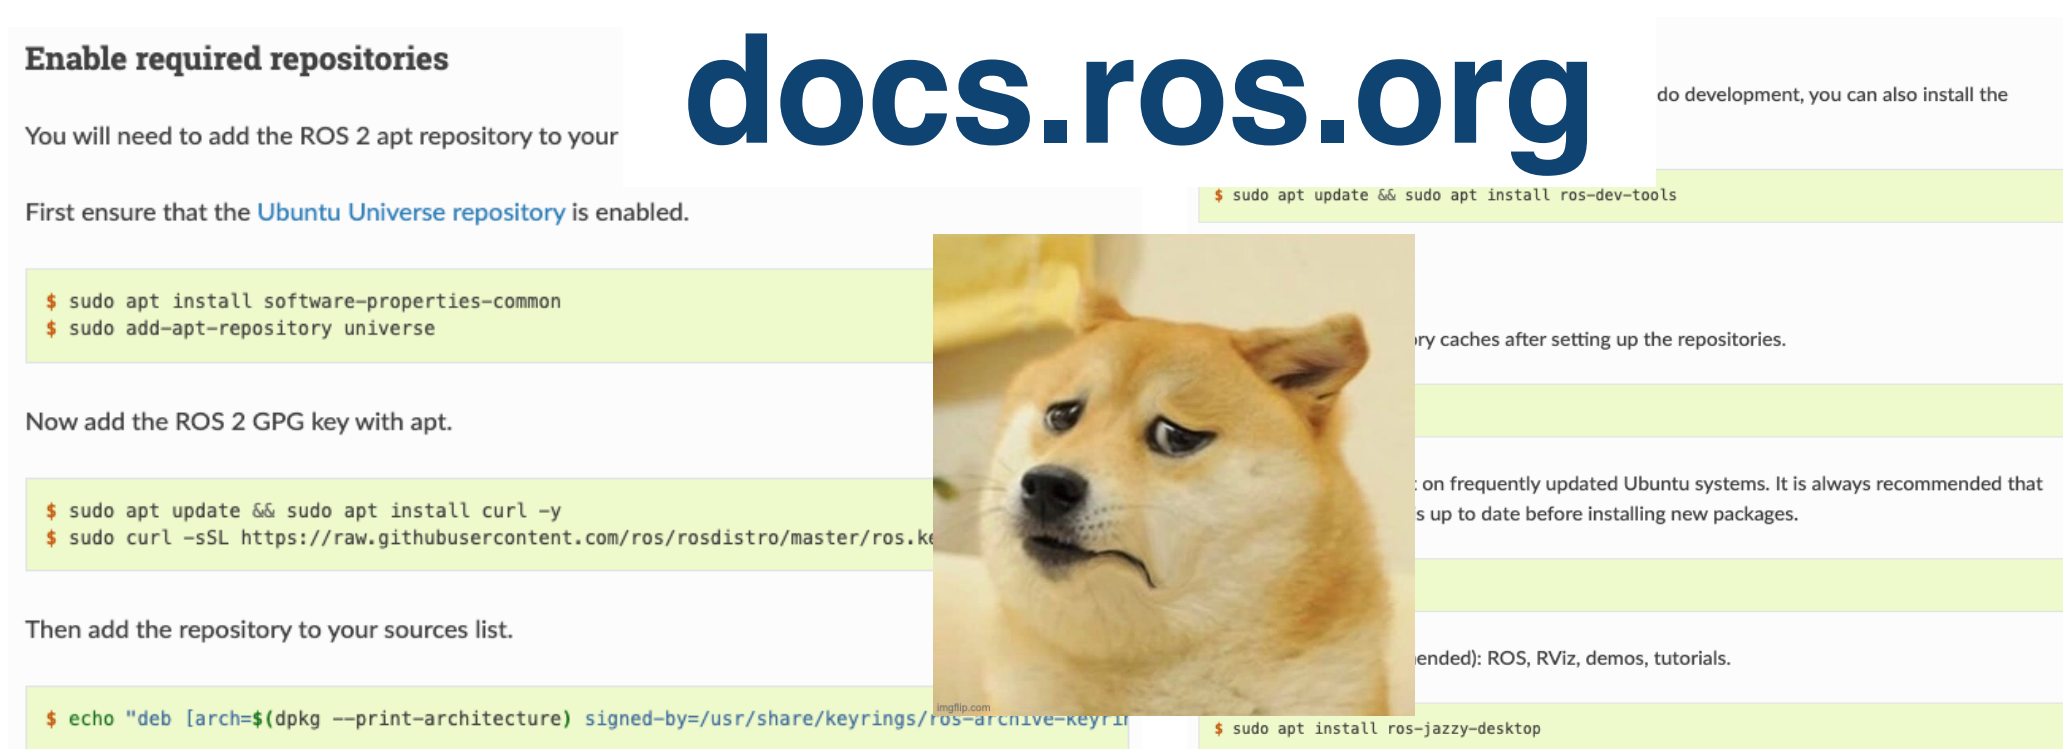 docs.ros.org
Enable required repositories
You will need to add the ROS 2 apt repository to your
First ensure that the Ubuntu Universe repository is enabled.
$ sudo apt install software-properties-common
$ sudo add-apt-repository universe
Now add the ROS 2 GPG key with apt.
$ sudo apt update && sudo apt install curl -y
$ sudo curl -sSL https://raw.githubusercontent.com/ros/rosdistro/master/ros.ke
Then add the repository to your sources list.
$ echo "deb [arch=$(dpkg --print-architecture) signed-by=/usr/share/keyrings/ros-archive-keyrin
do development, you can also install the
$ sudo apt update && sudo apt install ros-dev-tools
ry caches after setting up the repositories.
on frequently updated Ubuntu systems. It is always recommended that
s up to date before installing new packages.
ended): ROS, RViz, demos, tutorials.
$ sudo apt install ros-jazzy-desktop
imgflip.com